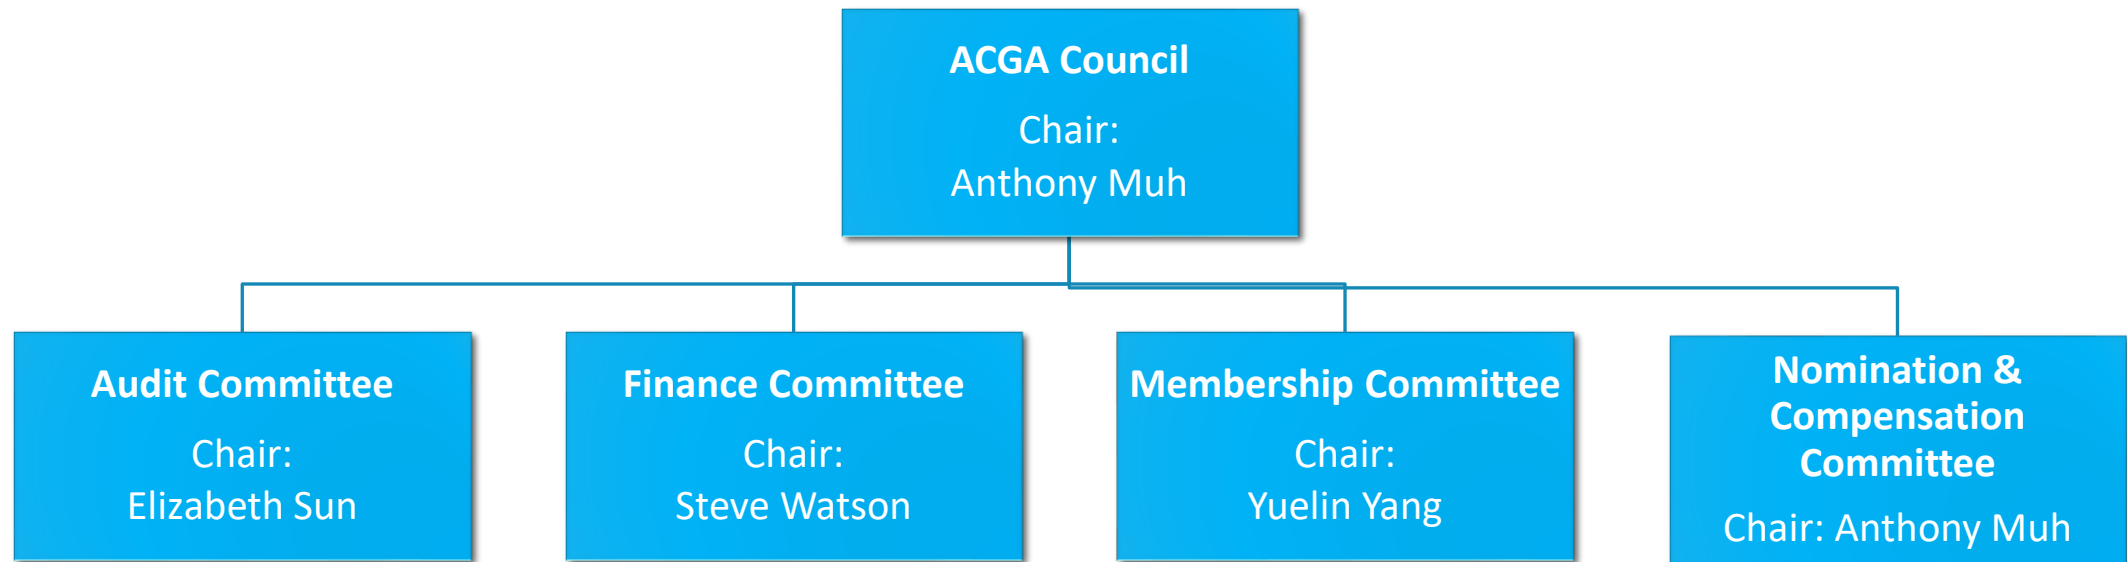 ACGA Council
Chair:
Anthony Muh
Audit Committee
Chair:
Elizabeth Sun
Finance Committee
Chair:
Steve Watson
Membership Committee
Chair:
Yuelin Yang
Nomination &
Compensation
Committee
Chair: Anthony Muh